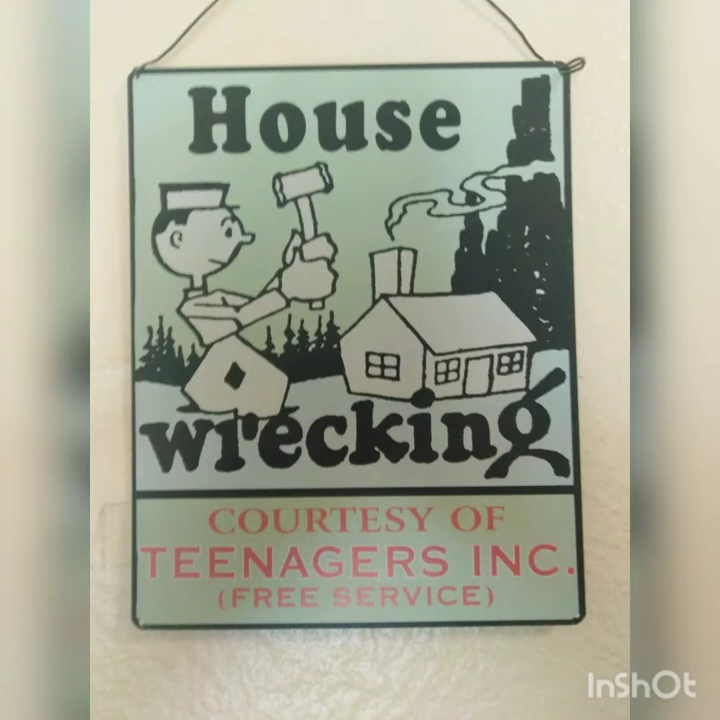 House
wrecking
COURTESY OF
TEENAGERS INC.
(FREE SERVICE)
InShOt